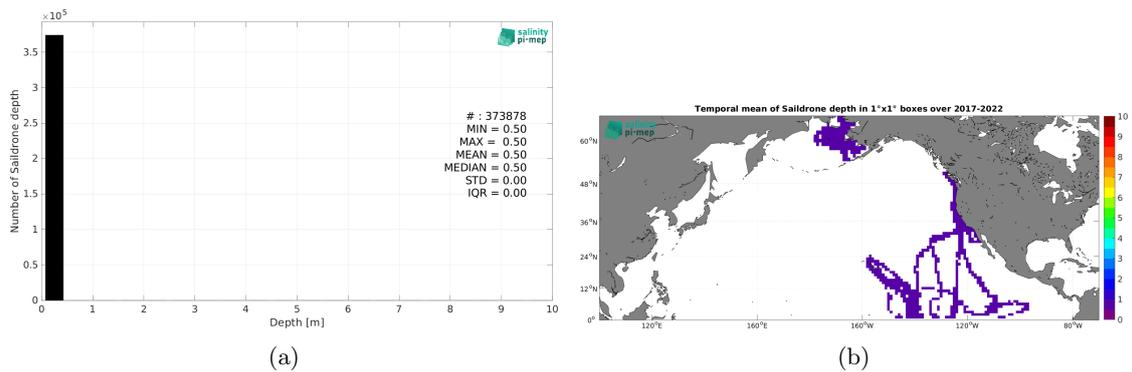 ×10^5
salinity
pi-mep
3.5
3
2.5
2
1.5
1
0.5
0
Number of Saildrone depth
# : 373878
MIN = 0.50
MAX = 0.50
MEAN = 0.50
MEDIAN = 0.50
STD = 0.00
IQR = 0.00
0 1 2 3 4 5 6 7 8 9 10
Depth [m]
(a)
Temporal mean of Saildrone depth in 1°x1° boxes over 2017-2022
salinity
pi-mep
60°N
48°N
36°N
24°N
12°N
0°
120°E 160°E 160°W 120°W 80°W
10
9
8
7
6
5
4
3
2
1
0
(b)